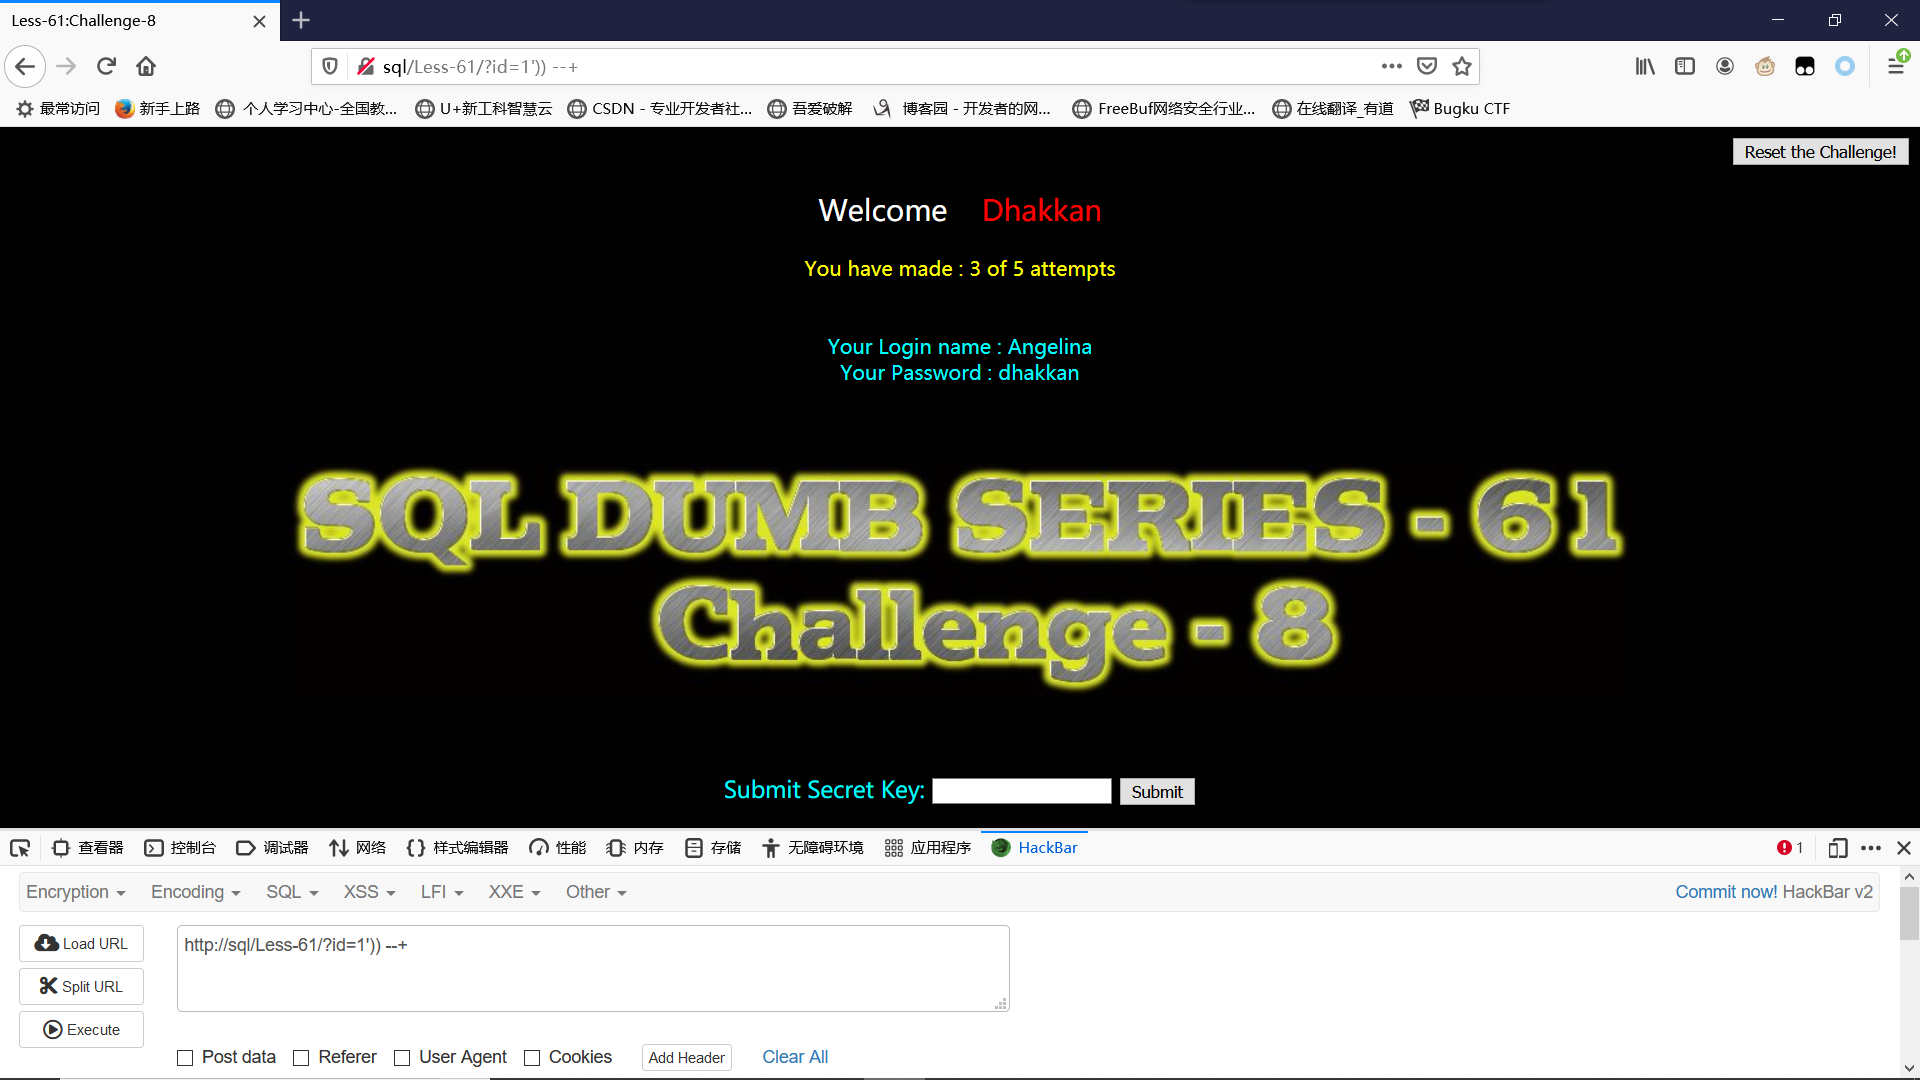 Less-61:Challenge-8
sql/Less-61/?id=1')) --+
最常访问 新手上路 个人学习中心-全国教... U+新工科智慧云 CSDN - 专业开发者社... 吾爱破解 博客园 - 开发者的网... FreeBuf网络安全行业... 在线翻译_有道 Bugku CTF
Reset the Challenge!
Welcome Dhakkan
You have made : 3 of 5 attempts
Your Login name : Angelina
Your Password : dhakkan
SQL DUMB SERIES - 61
Challenge - 8
Submit Secret Key: Submit
查看器 控制台 调试器 网络 样式编辑器 性能 内存 存储 无障碍环境 应用程序 HackBar 1
Encryption Encoding SQL XSS LFI XXE Other Commit now! HackBar v2
Load URL http://sql/Less-61/?id=1')) --+
Split URL
Execute
Post data Referer User Agent Cookies Add Header Clear All